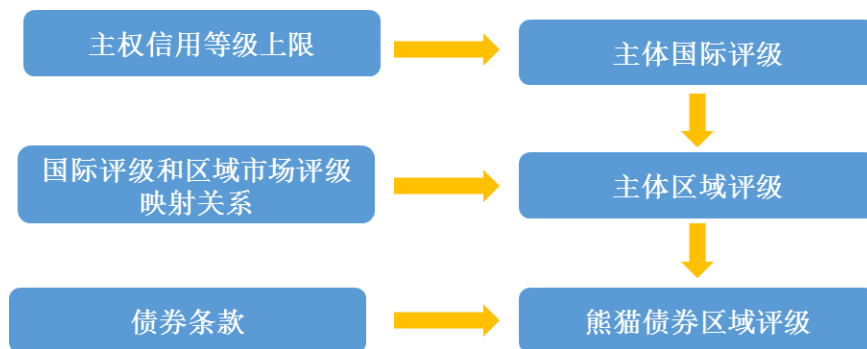 主权信用等级上限
主体国际评级
国际评级和区域市场评级
映射关系
主体区域评级
债券条款
熊猫债券区域评级